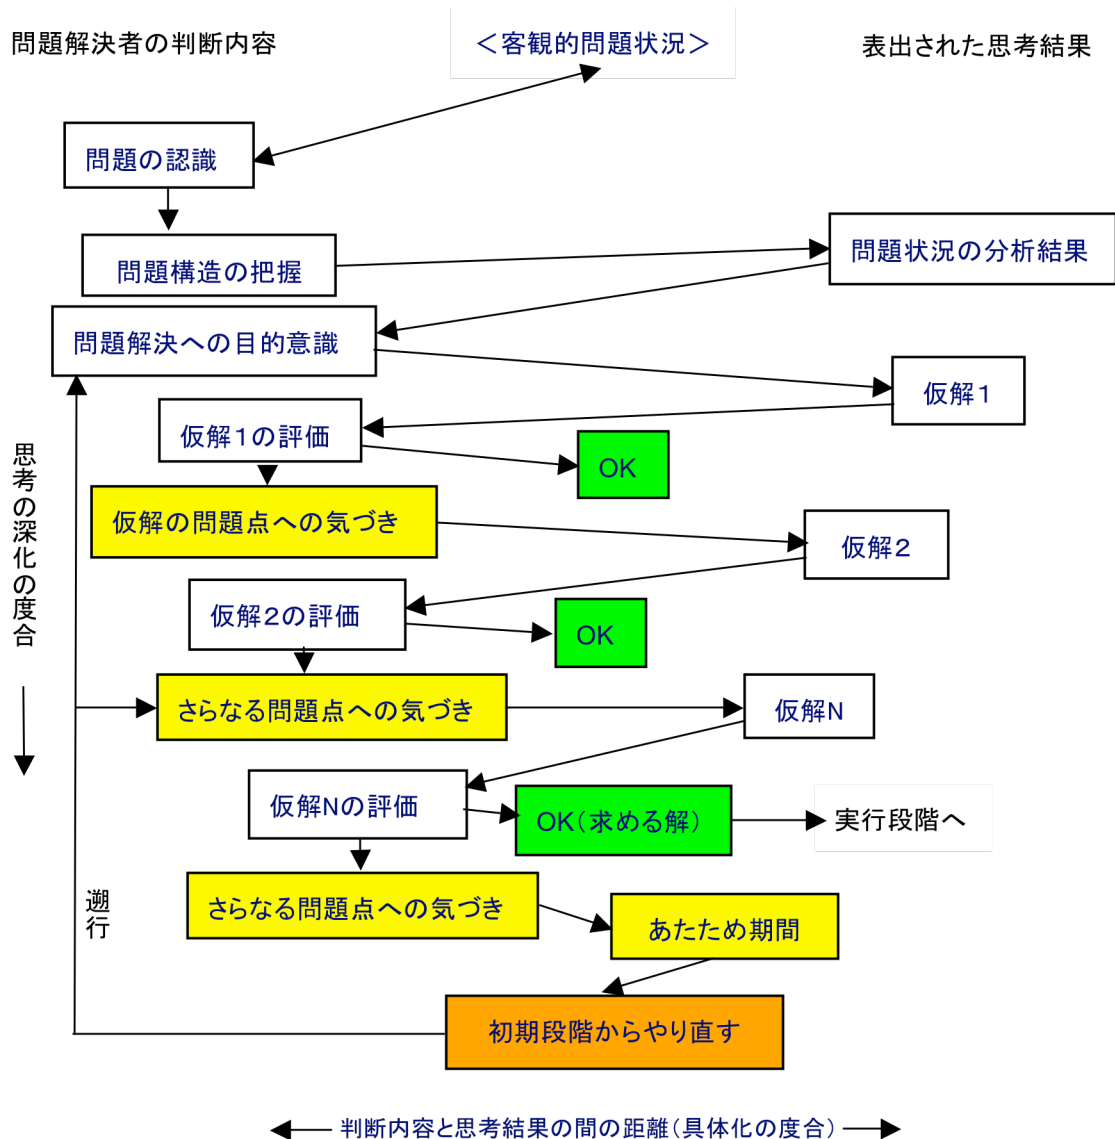 問題解決者の判断内容
＜客観的問題状況＞
表出された思考結果
問題の認識
問題構造の把握
問題状況の分析結果
問題解決への目的意識
仮解１
仮解１の評価
OK
仮解の問題点への気づき
仮解２
仮解２の評価
OK
さらなる問題点への気づき
仮解N
仮解Nの評価
OK（求める解）
実行段階へ
さらなる問題点への気づき
あたため期間
初期段階からやり直す
思考の深化の度合
遡行
判断内容と思考結果の間の距離（具体化の度合）